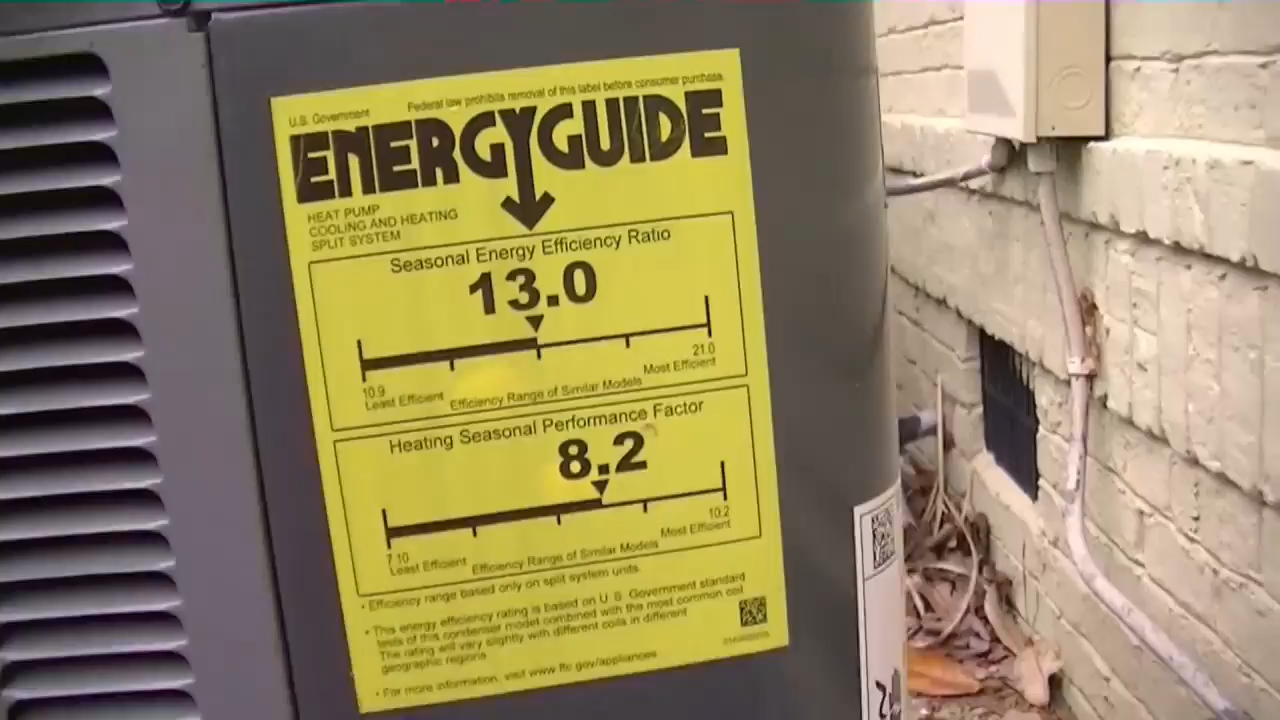 U.S. Government
Federal law prohibits removal of this label before consumer purchase.
ENERGYGUIDE
HEAT PUMP
COOLING AND HEATING
SPLIT SYSTEM
Seasonal Energy Efficiency Ratio
13.0
10.9
21.0
Least Efficient
Efficiency Range of Similar Models
Most Efficient
Heating Seasonal Performance Factor
8.2
7.10
10.2
Least Efficient
Efficiency Range of Similar Models
Most Efficient
• Efficiency range based only on split system units.
• This energy efficiency rating is based on U. S. Government standard
tests of this condenser model combined with the most common coil.
The rating will vary slightly with different coils in different
geographic regions
• For more information, visit www.ftc.gov/appliances